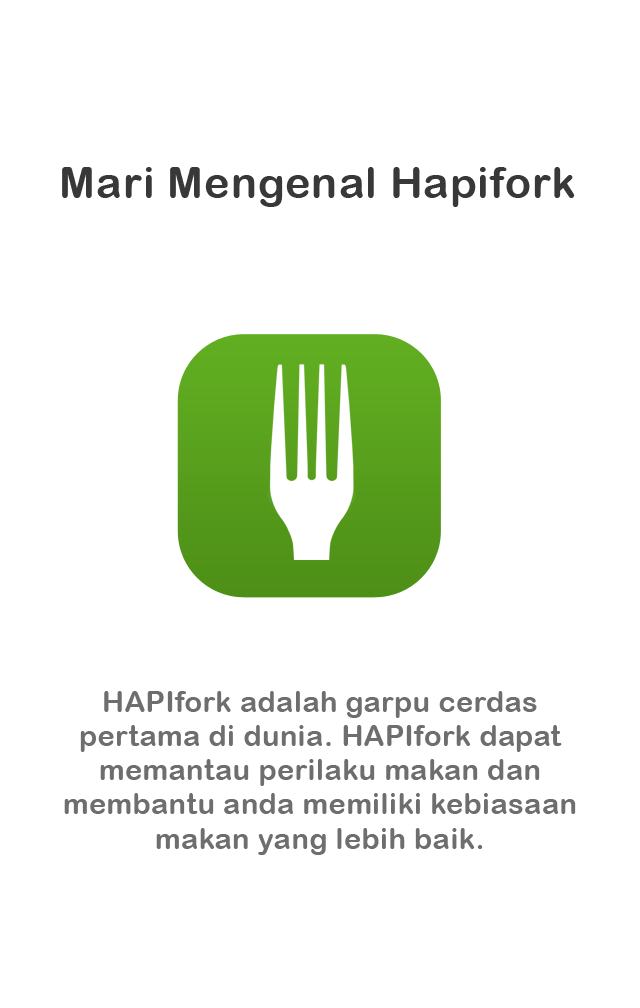 Mari Mengenal Hapifork
HAPIfork adalah garpu cerdas
pertama di dunia. HAPIfork dapat
memantau perilaku makan dan
membantu anda memiliki kebiasaan
makan yang lebih baik.